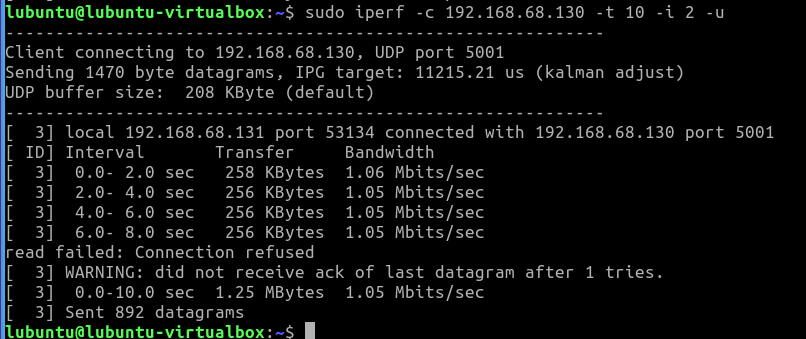 lubuntu@lubuntu-virtualbox:~$ sudo iperf -c 192.168.68.130 -t 10 -i 2 -u
------------------------------------------------------------
Client connecting to 192.168.68.130, UDP port 5001
Sending 1470 byte datagrams, IPG target: 11215.21 us (kalman adjust)
UDP buffer size:  208 KByte (default)
------------------------------------------------------------
[  3] local 192.168.68.131 port 53134 connected with 192.168.68.130 port 5001
[ ID] Interval       Transfer     Bandwidth
[  3]  0.0- 2.0 sec   258 KBytes  1.06 Mbits/sec
[  3]  2.0- 4.0 sec   256 KBytes  1.05 Mbits/sec
[  3]  4.0- 6.0 sec   256 KBytes  1.05 Mbits/sec
[  3]  6.0- 8.0 sec   256 KBytes  1.05 Mbits/sec
read failed: Connection refused
[  3] WARNING: did not receive ack of last datagram after 1 tries.
[  3]  0.0-10.0 sec  1.25 MBytes  1.05 Mbits/sec
[  3] Sent 892 datagrams
lubuntu@lubuntu-virtualbox:~$